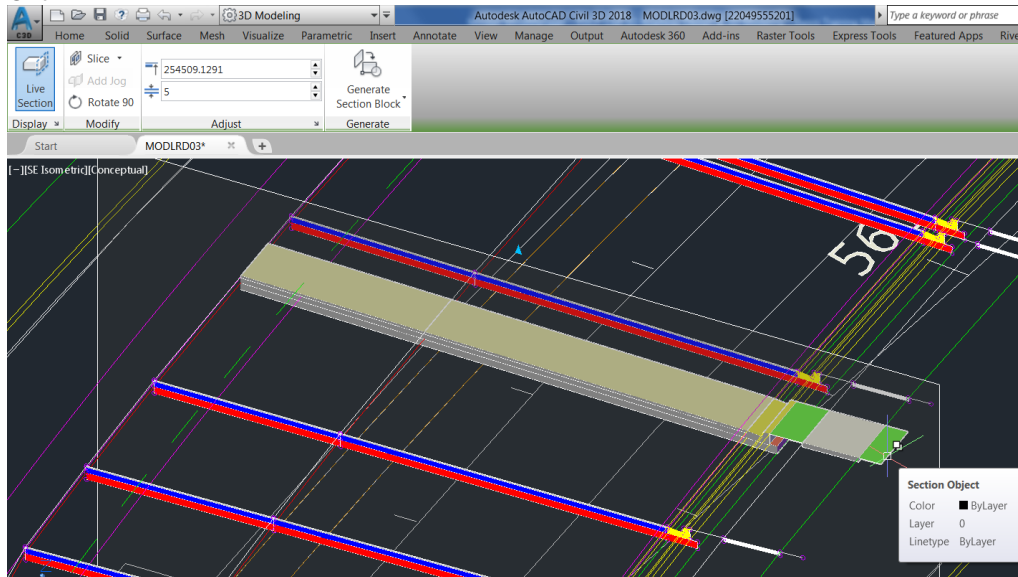 3D Modeling
Autodesk AutoCAD Civil 3D 2018 MODLRD03.dwg [22049555201]
Type a keyword or phrase
C3D
Home Solid Surface Mesh Visualize Parametric Insert Annotate View Manage Output Autodesk 360 Add-ins Raster Tools Express Tools Featured Apps
Live
Section
Slice
Add Jog
Rotate 90
254509.1291
5
Generate
Section Block
Display Modify Adjust Generate
Start MODLRD03*
[−][SE Isometric][Conceptual]
Section Object
Color ByLayer
Layer 0
Linetype ByLayer